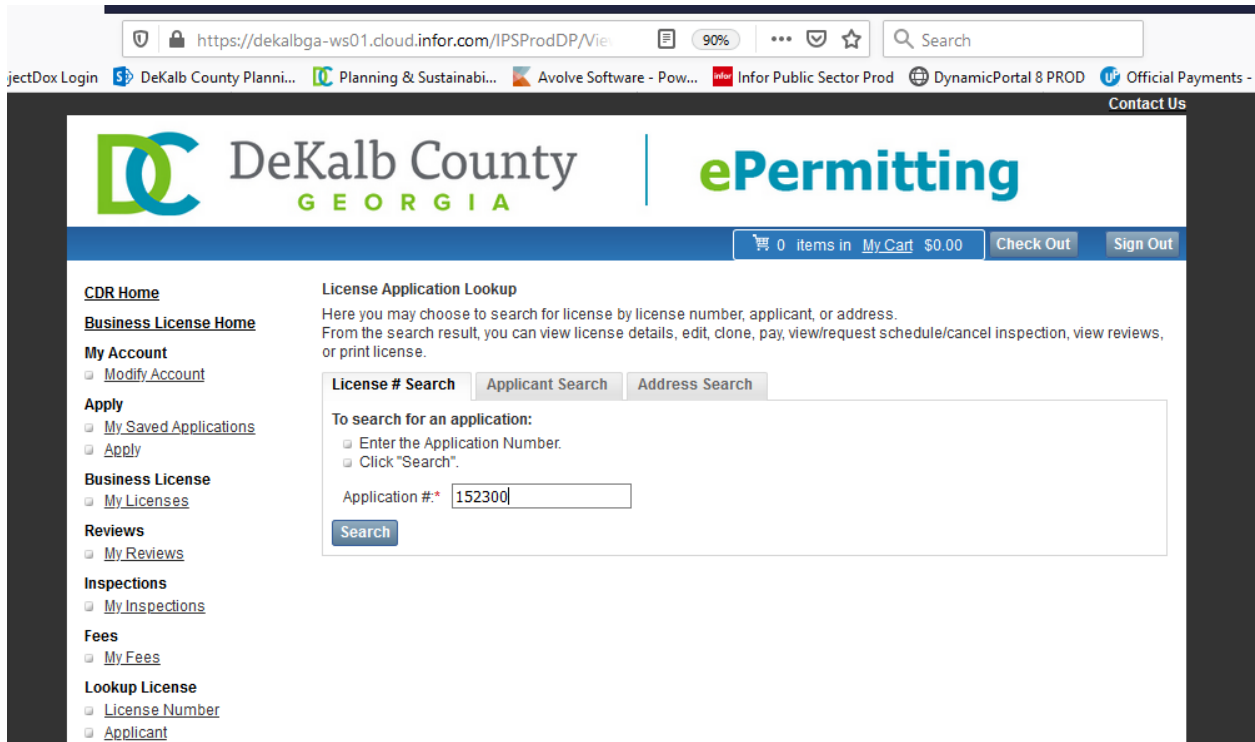 https://dekalbga-ws01.cloud.infor.com/IPSProdDP/Vie 90% Search
jectDox Login DeKalb County Planni... Planning & Sustainabi... Avolve Software - Pow... infor Infor Public Sector Prod DynamicPortal 8 PROD Official Payments -
Contact Us
DC DeKalb County ePermitting
GEORGIA
0 items in My Cart $0.00 Check Out Sign Out
CDR Home
Business License Home
My Account
Modify Account
Apply
My Saved Applications
Apply
Business License
My Licenses
Reviews
My Reviews
Inspections
My Inspections
Fees
My Fees
Lookup License
License Number
Applicant
License Application Lookup
Here you may choose to search for license by license number, applicant, or address.
From the search result, you can view license details, edit, clone, pay, view/request schedule/cancel inspection, view reviews,
or print license.
License # Search Applicant Search Address Search
To search for an application:
Enter the Application Number.
Click "Search".
Application #:* 152300
Search